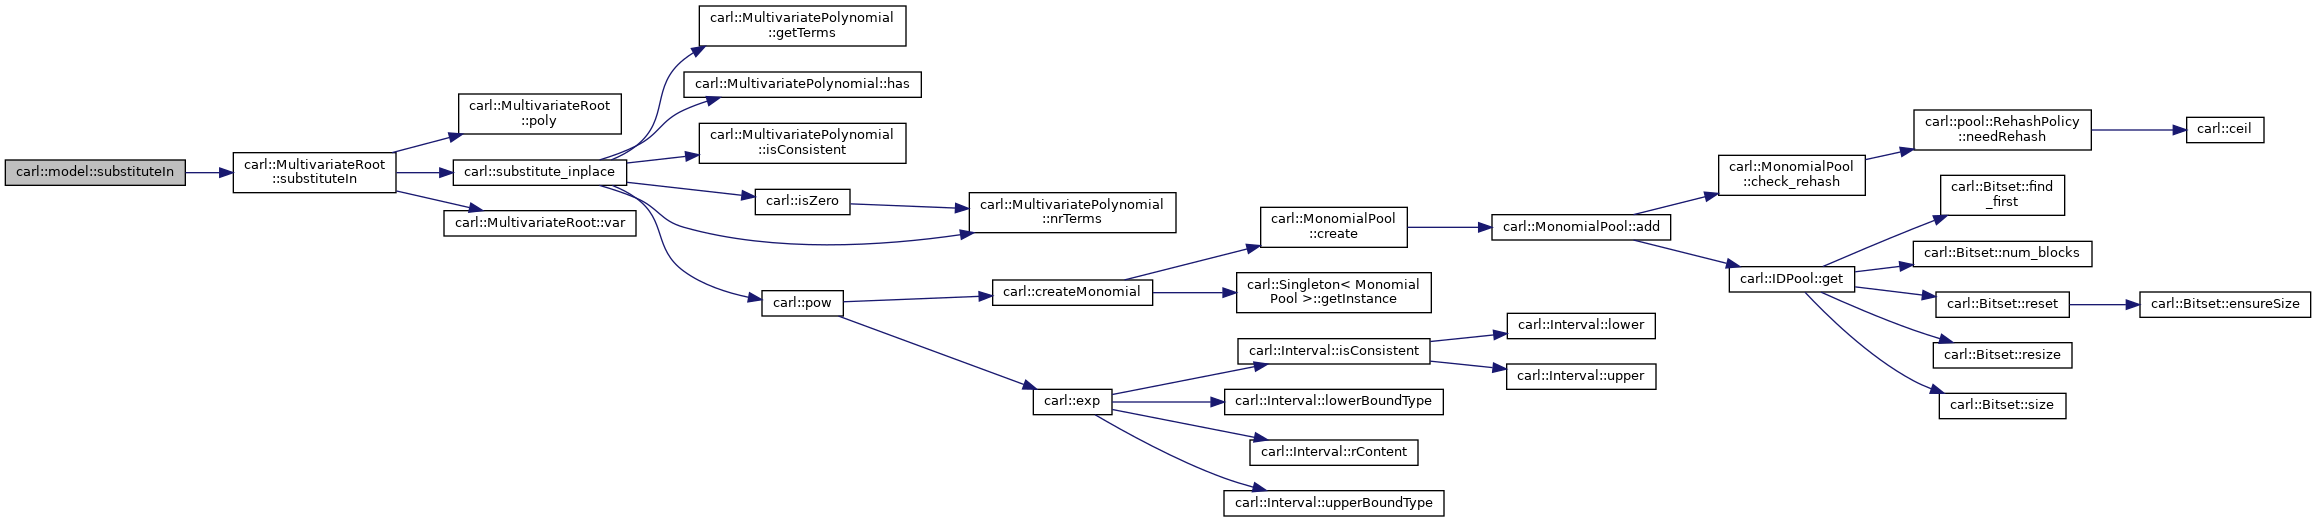 carl::model::substituteIn
carl::MultivariateRoot
::substituteIn
carl::MultivariateRoot
::poly
carl::substitute_inplace
carl::MultivariateRoot::var
carl::MultivariatePolynomial
::getTerms
carl::MultivariatePolynomial::has
carl::MultivariatePolynomial
::isConsistent
carl::isZero
carl::MultivariatePolynomial
::nrTerms
carl::pow
carl::createMonomial
carl::exp
carl::MonomialPool
::create
carl::Singleton< Monomial
Pool >::getInstance
carl::Interval::isConsistent
carl::Interval::lowerBoundType
carl::Interval::rContent
carl::Interval::upperBoundType
carl::Interval::lower
carl::Interval::upper
carl::MonomialPool::add
carl::MonomialPool
::check_rehash
carl::IDPool::get
carl::pool::RehashPolicy
::needRehash
carl::ceil
carl::Bitset::find
_first
carl::Bitset::num_blocks
carl::Bitset::reset
carl::Bitset::ensureSize
carl::Bitset::resize
carl::Bitset::size